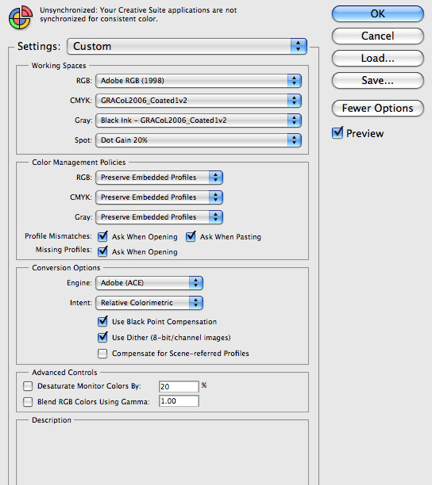 Unsynchronized: Your Creative Suite applications are not
synchronized for consistent color.
OK
Cancel
Load...
Save...
Fewer Options
Preview
Settings: Custom
Working Spaces
RGB: Adobe RGB (1998)
CMYK: GRACoL2006_Coated1v2
Gray: Black Ink - GRACoL2006_Coated1v2
Spot: Dot Gain 20%
Color Management Policies
RGB: Preserve Embedded Profiles
CMYK: Preserve Embedded Profiles
Gray: Preserve Embedded Profiles
Profile Mismatches: Ask When Opening Ask When Pasting
Missing Profiles: Ask When Opening
Conversion Options
Engine: Adobe (ACE)
Intent: Relative Colorimetric
Use Black Point Compensation
Use Dither (8-bit/channel images)
Compensate for Scene-referred Profiles
Advanced Controls
Desaturate Monitor Colors By: 20 %
Blend RGB Colors Using Gamma: 1.00
Description